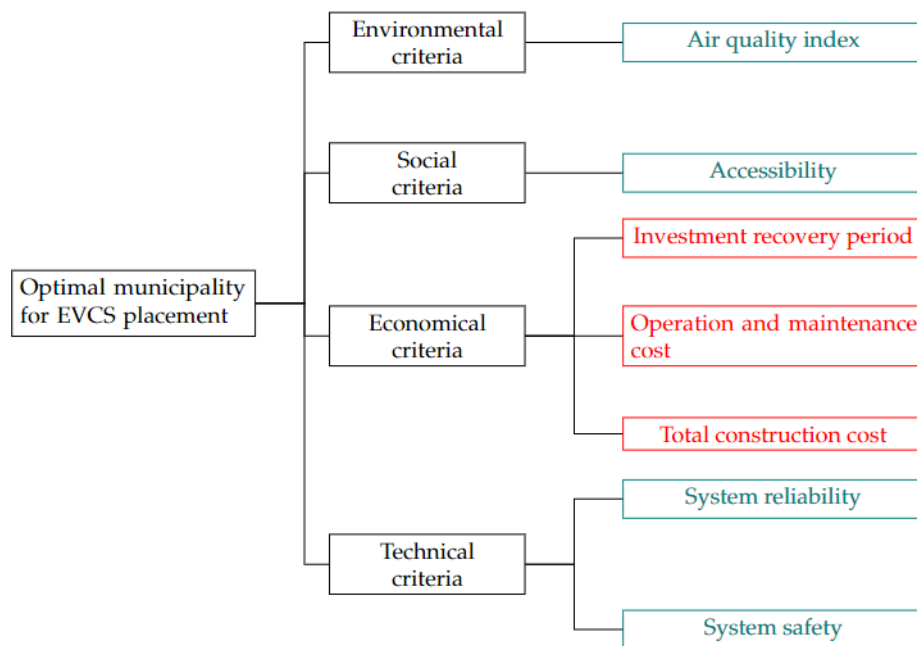 Environmental
criteria
Air quality index
Social
criteria
Accessibility
Investment recovery period
Optimal municipality
for EVCS placement
Economical
criteria
Operation and maintenance
cost
Total construction cost
System reliability
Technical
criteria
System safety